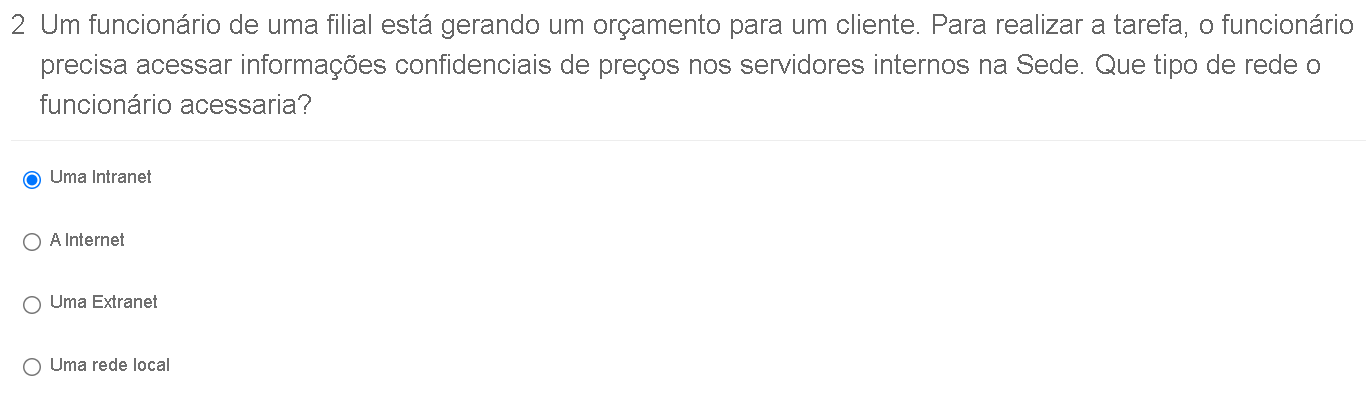 2 Um funcionário de uma filial está gerando um orçamento para um cliente. Para realizar a tarefa, o funcionário
precisa acessar informações confidenciais de preços nos servidores internos na Sede. Que tipo de rede o
funcionário acessaria?
Uma Intranet
A Internet
Uma Extranet
Uma rede local